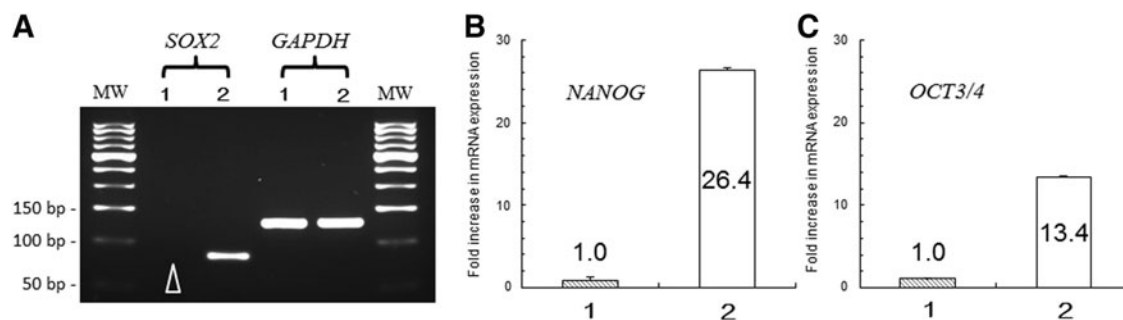 A
SOX2 GAPDH
MW 1 2 1 2 MW
150 bp -
100 bp -
50 bp -
B
Fold increase in mRNA expression
30
20
10
0
NANOG
1.0
26.4
1 2
C
Fold increase in mRNA expression
30
20
10
0
OCT3/4
1.0
13.4
1 2